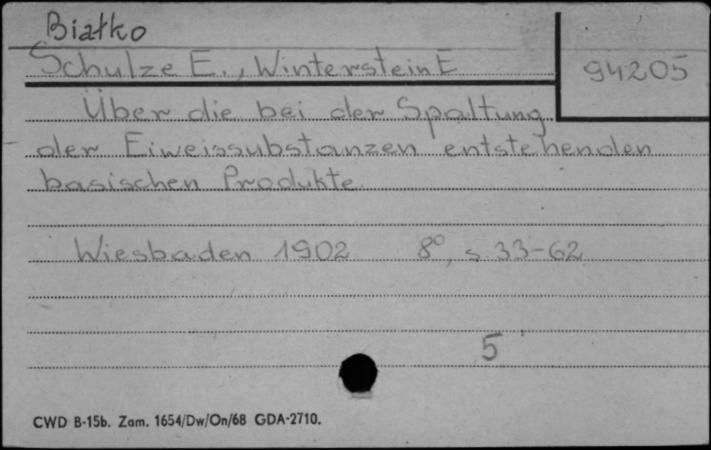 Białko
Schulze E., Winterstein E
94205
Über die bei der Spaltung
der Eiweissubstanzen entstehenden
basischen Produkte.
Wiesbaden 1902 8°, s. 33-62
5
CWD B-15b. Zam. 1654/Dw/On/68 GDA-2710.